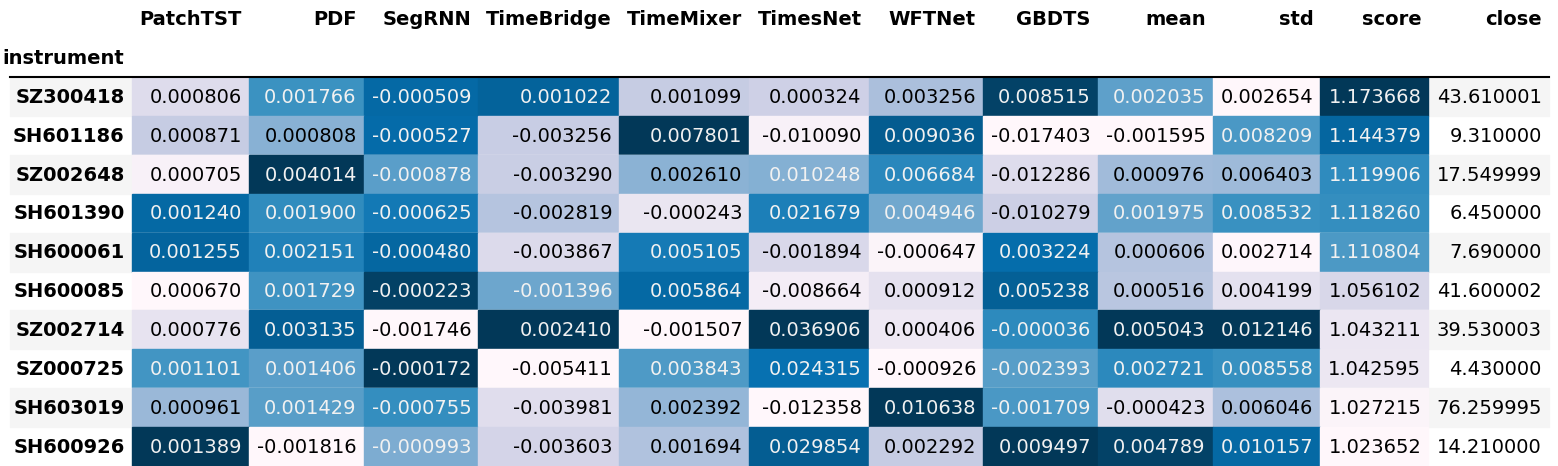 PatchTST PDF SegRNN TimeBridge TimeMixer TimesNet WFTNet GBDTS mean std score close
instrument
SZ300418 0.000806 0.001766 -0.000509 0.001022 0.001099 0.000324 0.003256 0.008515 0.002035 0.002654 1.173668 43.610001
SH601186 0.000871 0.000808 -0.000527 -0.003256 0.007801 -0.010090 0.009036 -0.017403 -0.001595 0.008209 1.144379 9.310000
SZ002648 0.000705 0.004014 -0.000878 -0.003290 0.002610 0.010248 0.006684 -0.012286 0.000976 0.006403 1.119906 17.549999
SH601390 0.001240 0.001900 -0.000625 -0.002819 -0.000243 0.021679 0.004946 -0.010279 0.001975 0.008532 1.118260 6.450000
SH600061 0.001255 0.002151 -0.000480 -0.003867 0.005105 -0.001894 -0.000647 0.003224 0.000606 0.002714 1.110804 7.690000
SH600085 0.000670 0.001729 -0.000223 -0.001396 0.005864 -0.008664 0.000912 0.005238 0.000516 0.004199 1.056102 41.600002
SZ002714 0.000776 0.003135 -0.001746 0.002410 -0.001507 0.036906 0.000406 -0.000036 0.005043 0.012146 1.043211 39.530003
SZ000725 0.001101 0.001406 -0.000172 -0.005411 0.003843 0.024315 -0.000926 -0.002393 0.002721 0.008558 1.042595 4.430000
SH603019 0.000961 0.001429 -0.000755 -0.003981 0.002392 -0.012358 0.010638 -0.001709 -0.000423 0.006046 1.027215 76.259995
SH600926 0.001389 -0.001816 -0.000993 -0.003603 0.001694 0.029854 0.002292 0.009497 0.004789 0.010157 1.023652 14.210000